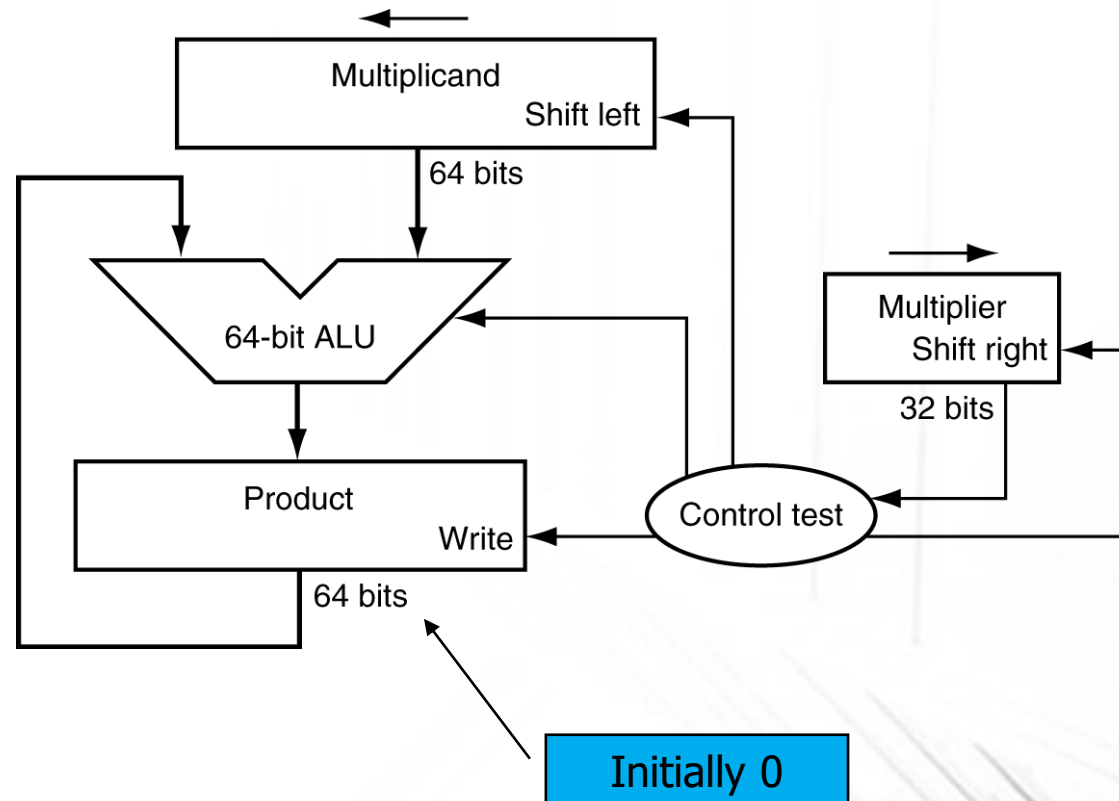 Multiplicand
Shift left
64 bits
64-bit ALU
Multiplier
Shift right
32 bits
Product
Control test
Write
64 bits
Initially 0